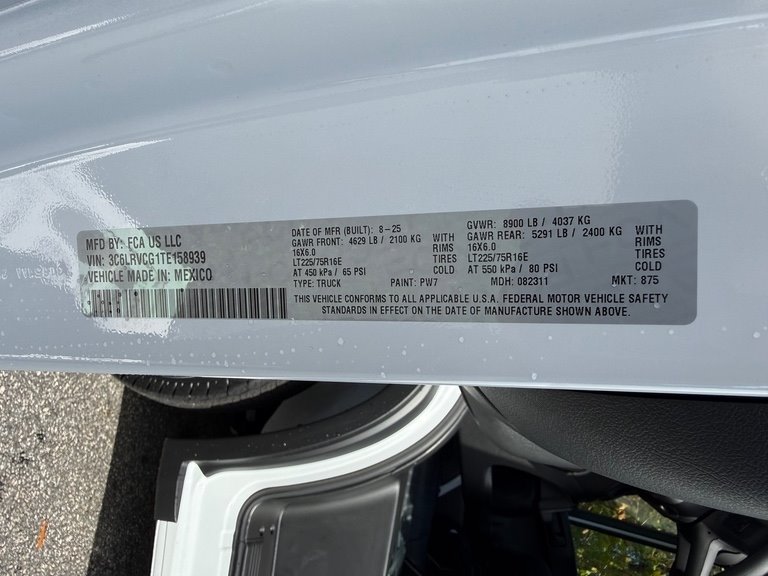 MFD BY: FCA US LLC
VIN: 3C6LRVCG1TE158939
VEHICLE MADE IN: MEXICO
DATE OF MFR (BUILT): 8-25
GAWR FRONT: 4629 LB / 2100 KG WITH
16X6.0 RIMS
LT225/75R16E TIRES
AT 450 kPa / 65 PSI COLD
GVWR: 8900 LB / 4037 KG
GAWR REAR: 5291 LB / 2400 KG WITH
16X6.0 RIMS
LT225/75R16E TIRES
AT 550 kPa / 80 PSI COLD
TYPE: TRUCK PAINT: PW7 MDH: 082311 MKT: 875
THIS VEHICLE CONFORMS TO ALL APPLICABLE U.S.A. FEDERAL MOTOR VEHICLE SAFETY
STANDARDS IN EFFECT ON THE DATE OF MANUFACTURE SHOWN ABOVE.